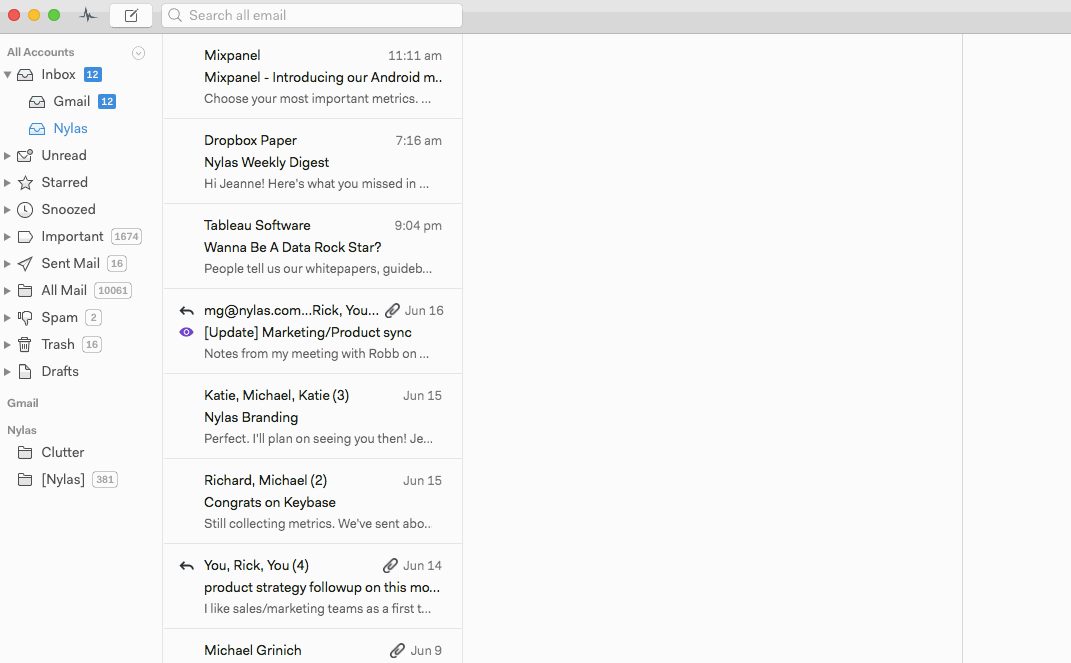 Search all email
All Accounts
Inbox 12
Gmail 12
Nylas
Unread
Starred
Snoozed
Important 1674
Sent Mail 16
All Mail 10061
Spam 2
Trash 16
Drafts
Gmail
Nylas
Clutter
[Nylas] 381
Mixpanel 11:11 am
Mixpanel - Introducing our Android m..
Choose your most important metrics. ...
Dropbox Paper 7:16 am
Nylas Weekly Digest
Hi Jeanne! Here's what you missed in ...
Tableau Software 9:04 pm
Wanna Be A Data Rock Star?
People tell us our whitepapers, guideb...
mg@nylas.com...Rick, You... Jun 16
[Update] Marketing/Product sync
Notes from my meeting with Robb on ...
Katie, Michael, Katie (3) Jun 15
Nylas Branding
Perfect. I'll plan on seeing you then! Je...
Richard, Michael (2) Jun 15
Congrats on Keybase
Still collecting metrics. We've sent abo..
You, Rick, You (4) Jun 14
product strategy followup on this mo...
I like sales/marketing teams as a first t...
Michael Grinich Jun 9